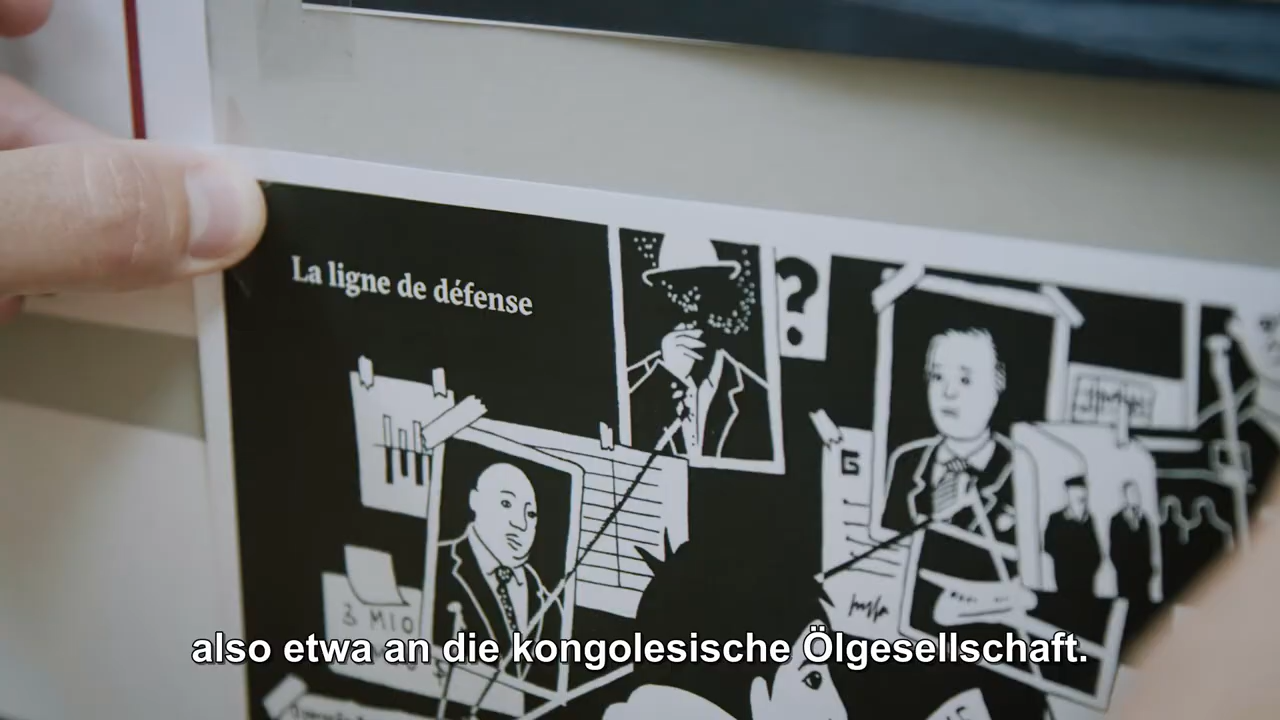 La ligne de défense
?
G
3 MIO
also etwa an die kongolesische Ölgesellschaft.